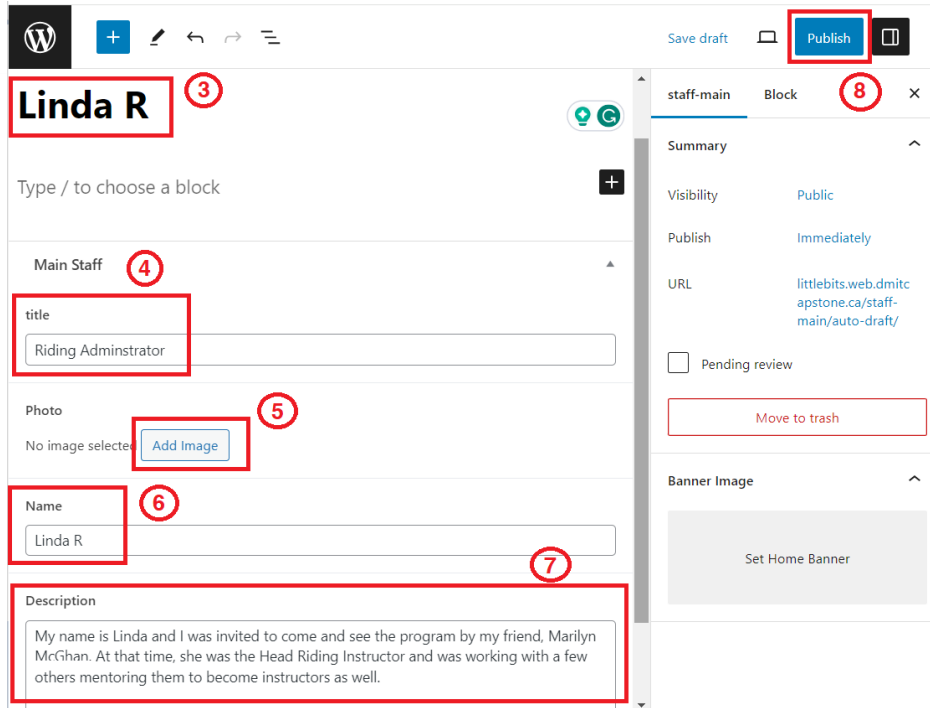 Save draft
Publish
Linda R
3
Type / to choose a block
Main Staff
4
title
Riding Adminstrator
Photo
5
No image selected
Add Image
Name
6
Linda R
7
Description
My name is Linda and I was invited to come and see the program by my friend, Marilyn
McGhan. At that time, she was the Head Riding Instructor and was working with a few
others mentoring them to become instructors as well.
staff-main
Block
8
Summary
Visibility
Public
Publish
Immediately
URL
littlebits.web.dmitc
apstone.ca/staff-
main/auto-draft/
Pending review
Move to trash
Banner Image
Set Home Banner